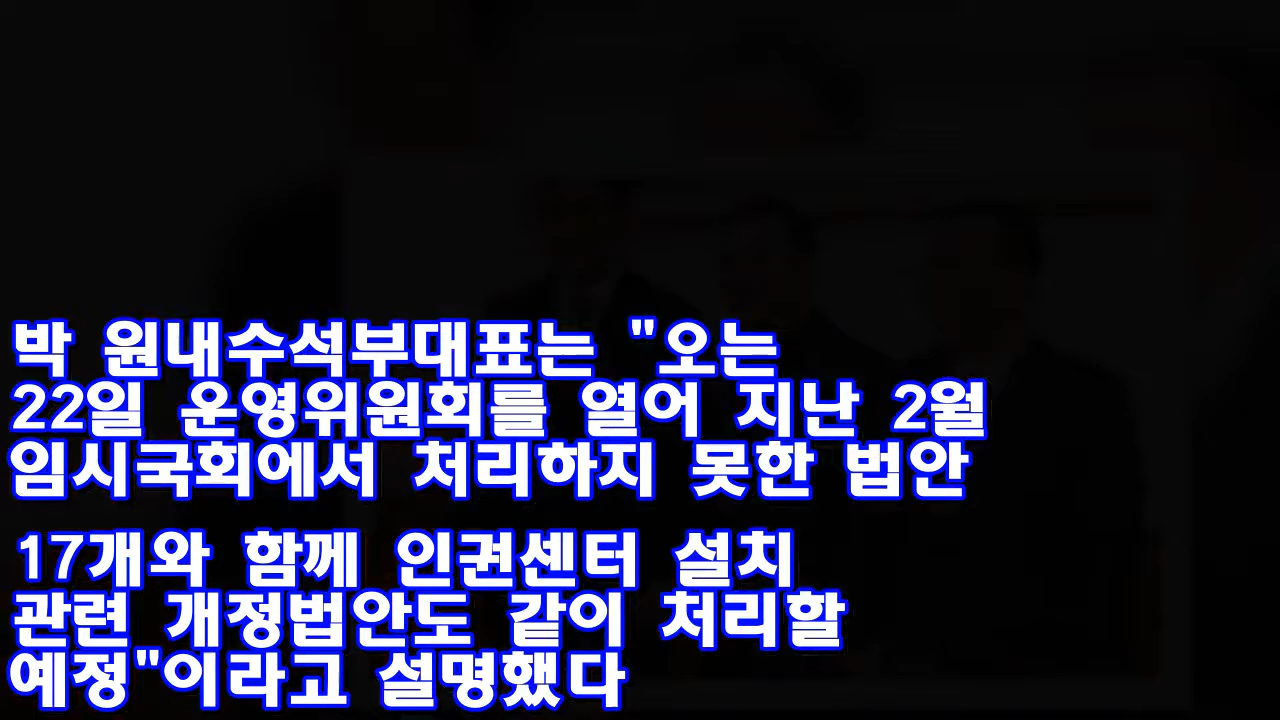 박 원내수석부대표는 "오는
22일 운영위원회를 열어 지난 2월
임시국회에서 처리하지 못한 법안
17개와 함께 인권센터 설치
관련 개정법안도 같이 처리할
예정"이라고 설명했다